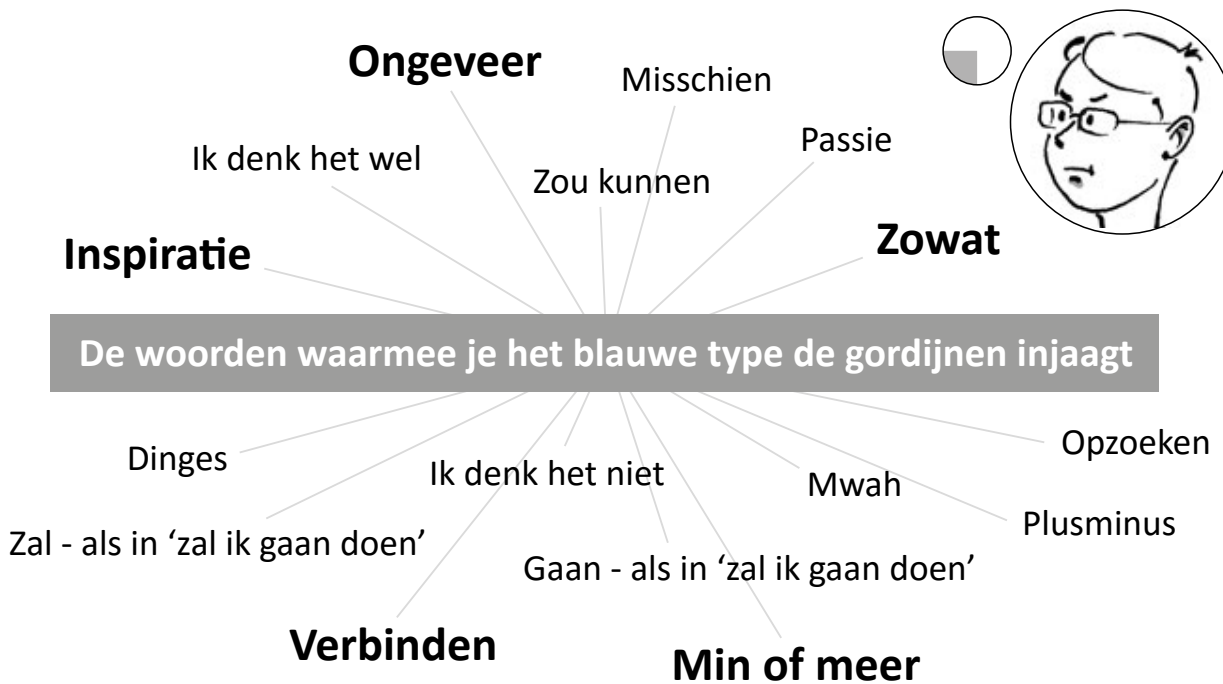 Ongeveer
Misschien
Passie
Ik denk het wel
Zou kunnen
Zowat
Inspiratie
De woorden waarmee je het blauwe type de gordijnen injaagt
Opzoeken
Dinges
Ik denk het niet
Mwah
Plusminus
Zal - als in ‘zal ik gaan doen’
Gaan - als in ‘zal ik gaan doen’
Verbinden
Min of meer